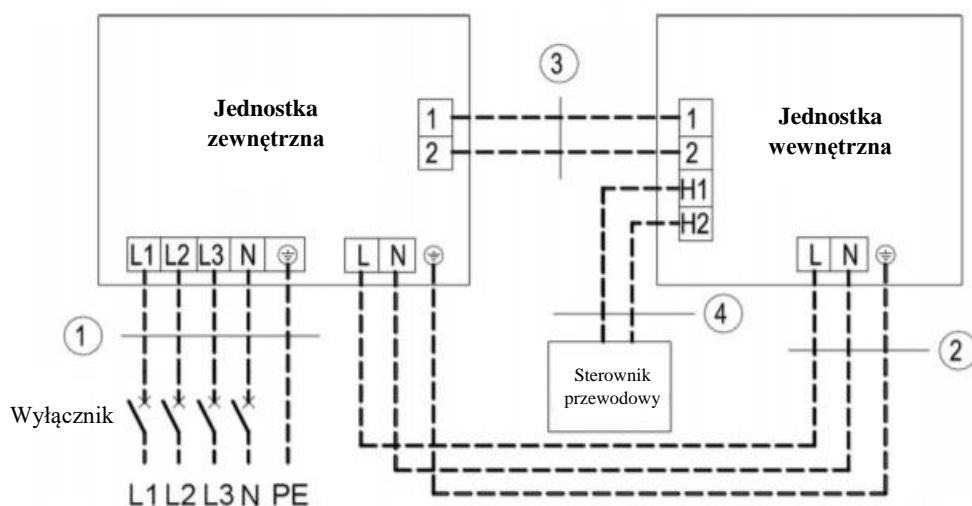 3
Jednostka
zewnętrzna
1
2
1
2
H1
H2
Jednostka
wewnętrzna
L1 L2 L3 N
L N
L N
1
4
2
Sterownik
przewodowy
Wyłącznik
L1 L2 L3 N PE